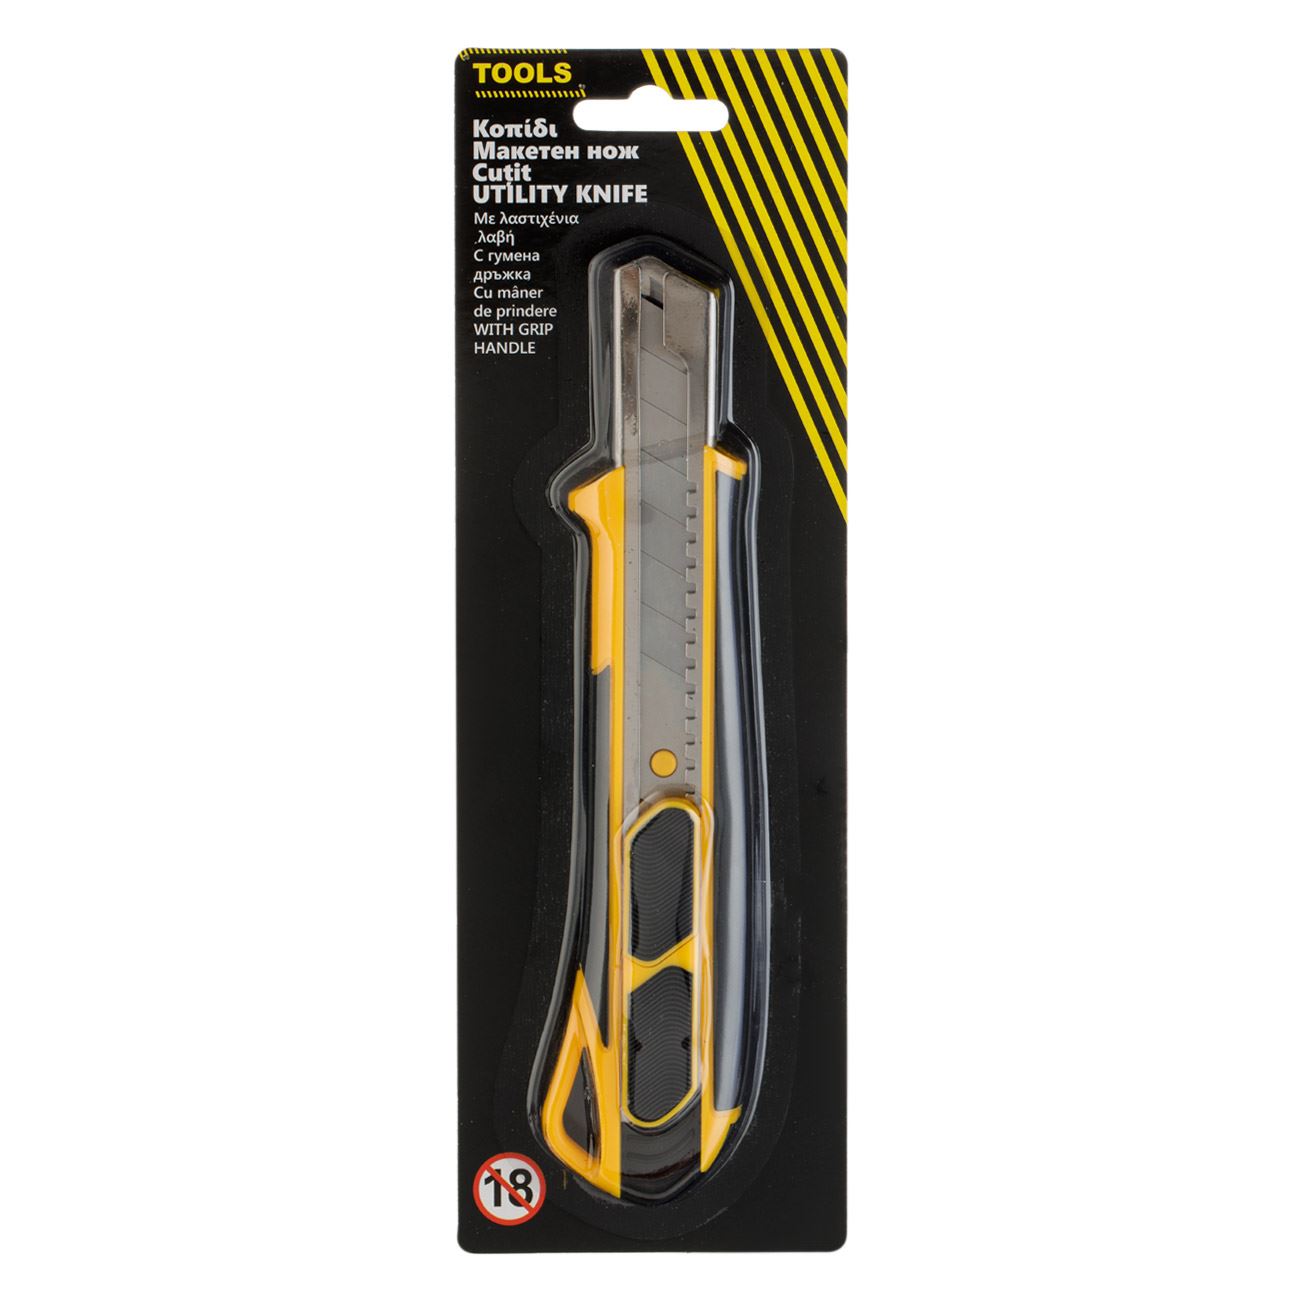 TOOLS
Κοπίδι
Макетен нож
Cuțit
UTILITY KNIFE
Με λαστιχένια
λαβή
С гумена
дръжка
Cu mâner
de prindere
WITH GRIP
HANDLE
18